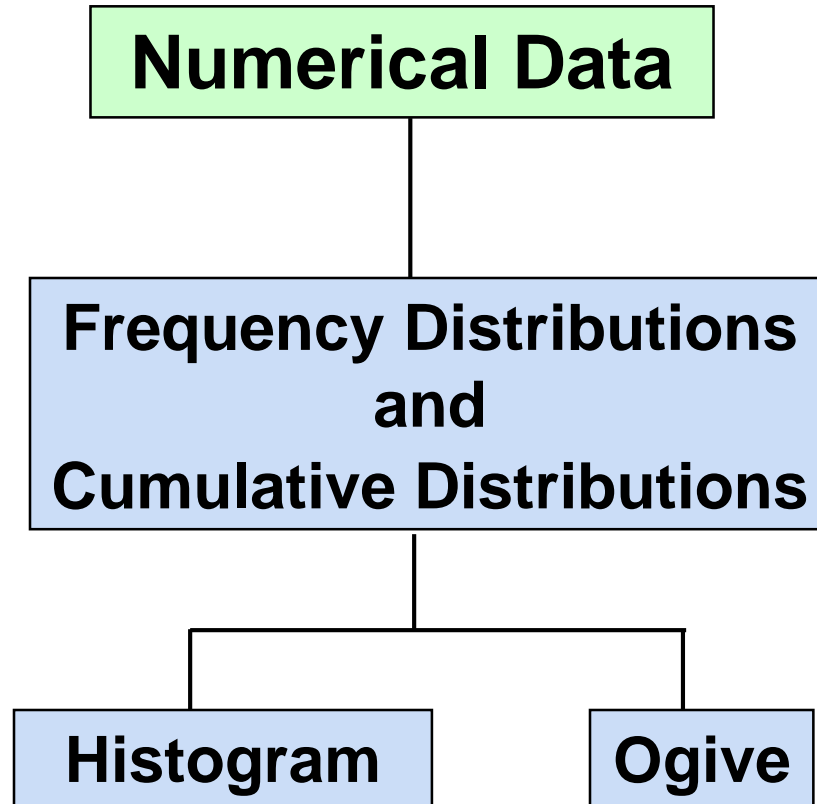 Numerical Data
Frequency Distributions
and
Cumulative Distributions
Histogram
Ogive